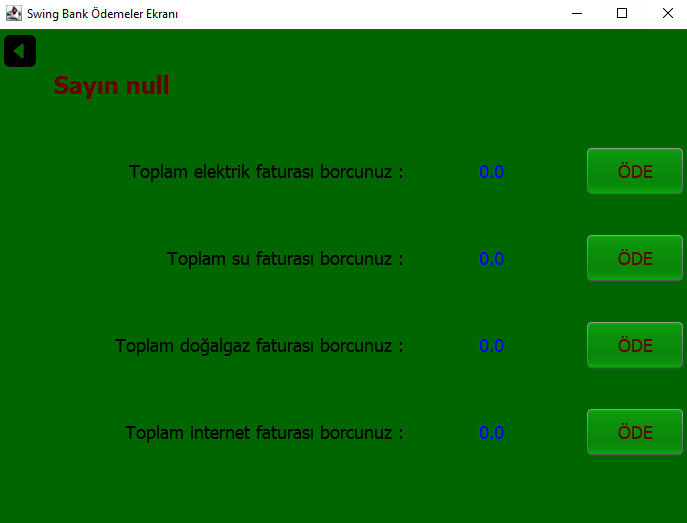 Swing Bank Ödemeler Ekranı
Sayın null
Toplam elektrik faturası borcunuz : 0.0 ÖDE
Toplam su faturası borcunuz : 0.0 ÖDE
Toplam doğalgaz faturası borcunuz : 0.0 ÖDE
Toplam internet faturası borcunuz : 0.0 ÖDE